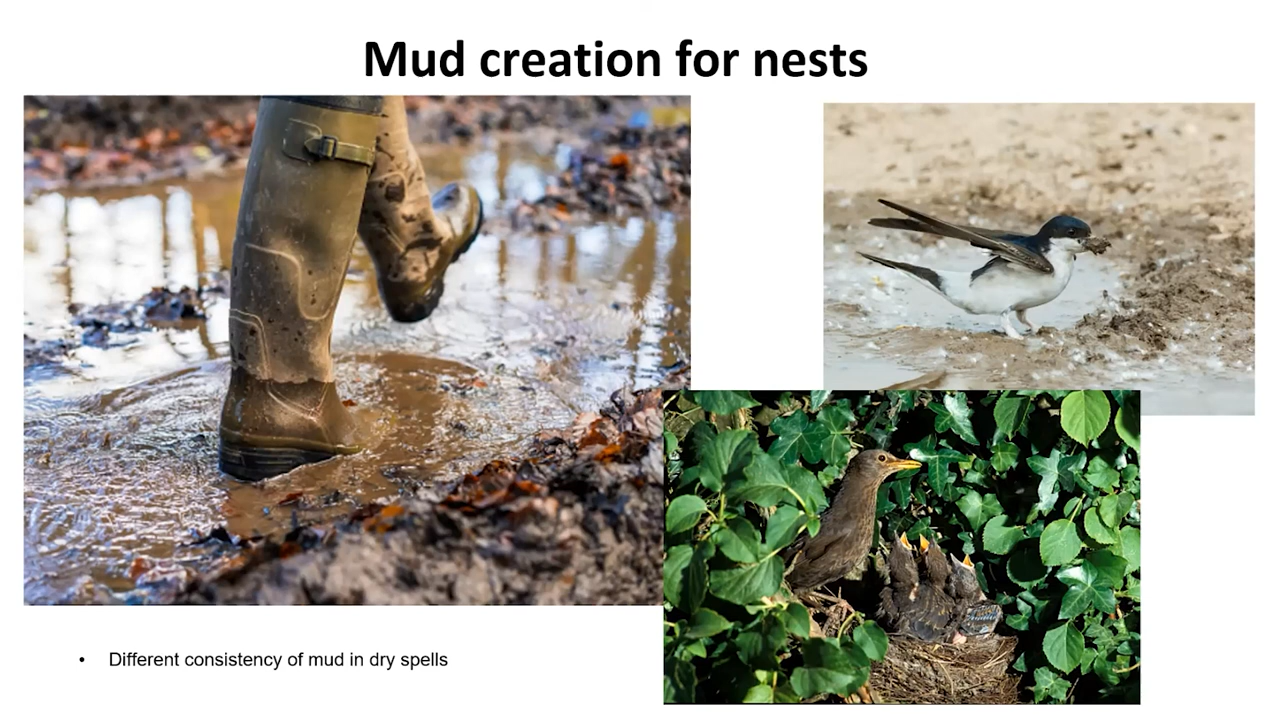 Mud creation for nests
• Different consistency of mud in dry spells